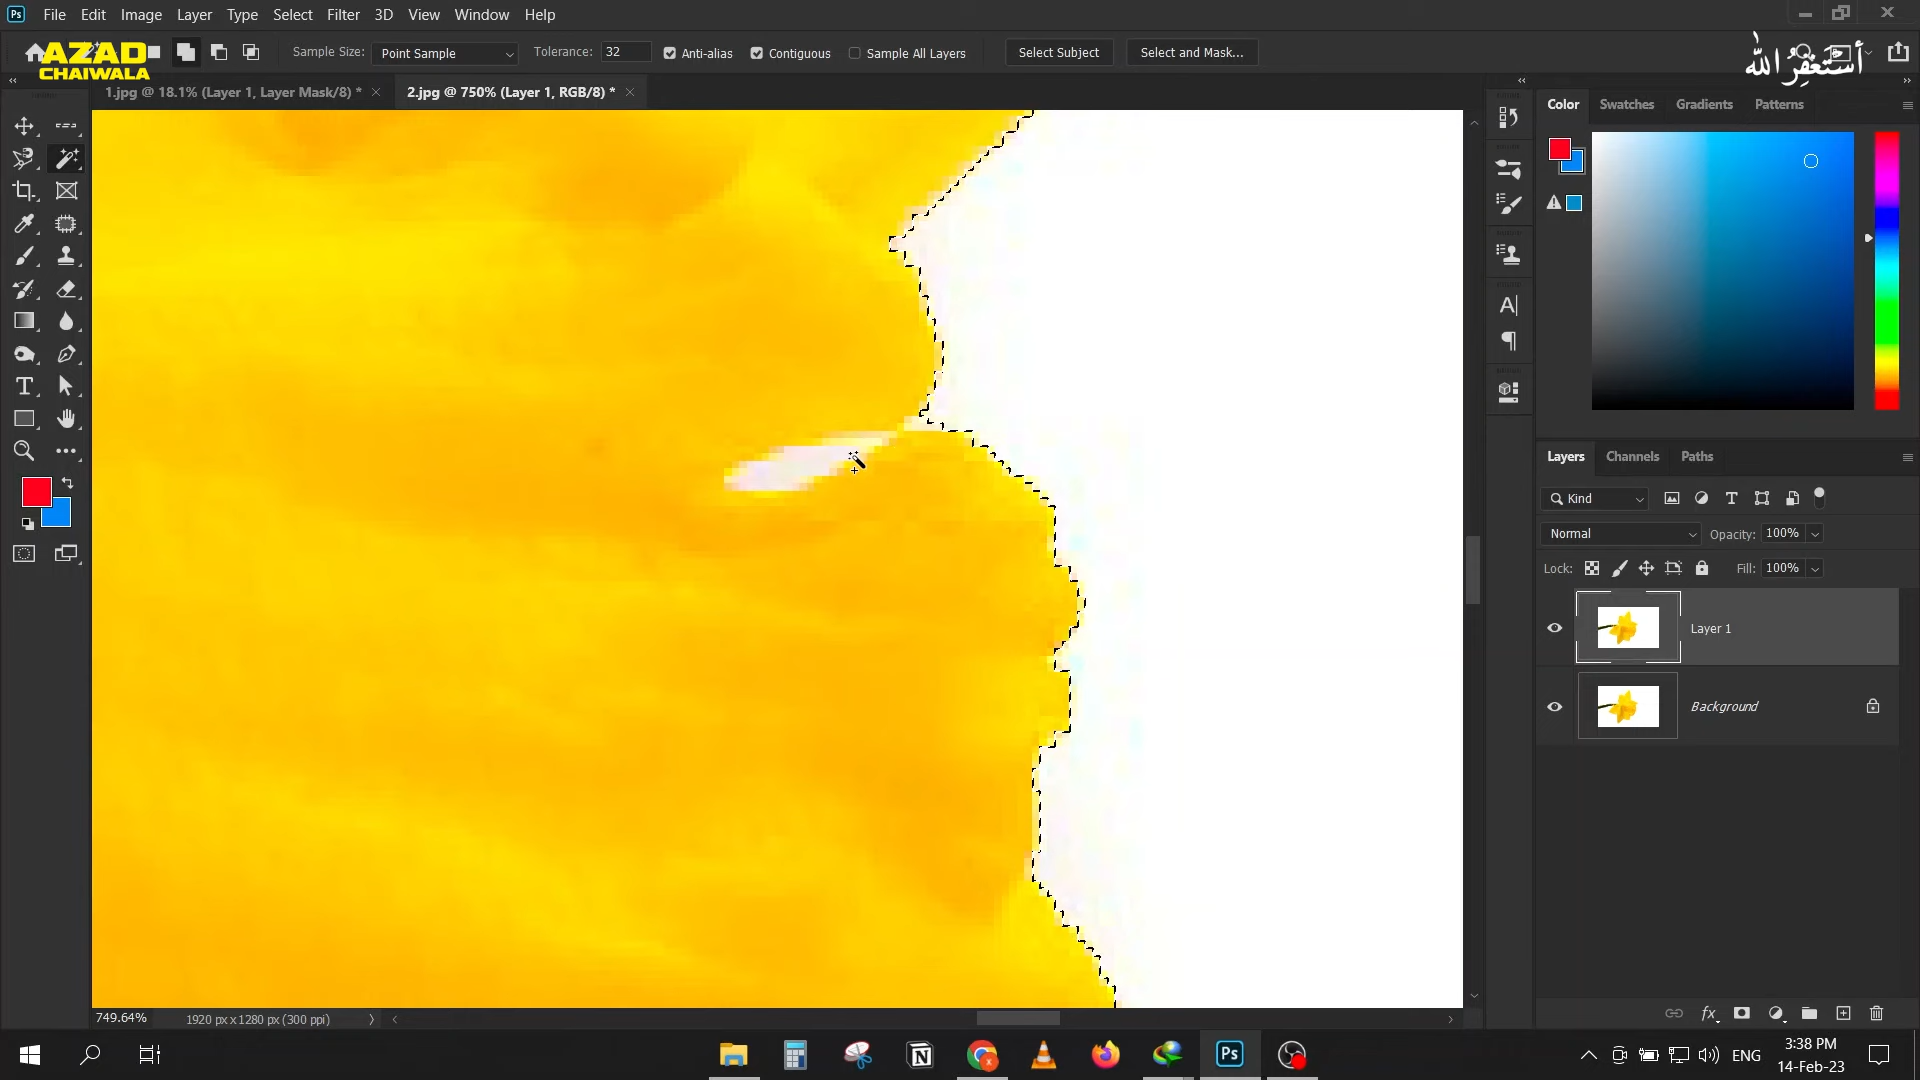 File Edit Image Layer Type Select Filter 3D View Window Help
AZAD
CHAIWALA
Sample Size: Point Sample Tolerance: 32 Anti-alias Contiguous Sample All Layers Select Subject Select and Mask...
أستغفر الله
1.jpg @ 18.1% (Layer 1, Layer Mask/8) * 2.jpg @ 750% (Layer 1, RGB/8) *
Color Swatches Gradients Patterns
Layers Channels Paths
Kind
Normal Opacity: 100%
Lock: Fill: 100%
Layer 1
Background
749.64% 1920 px x 1280 px (300 ppi)
ENG
3:38 PM
14-Feb-23